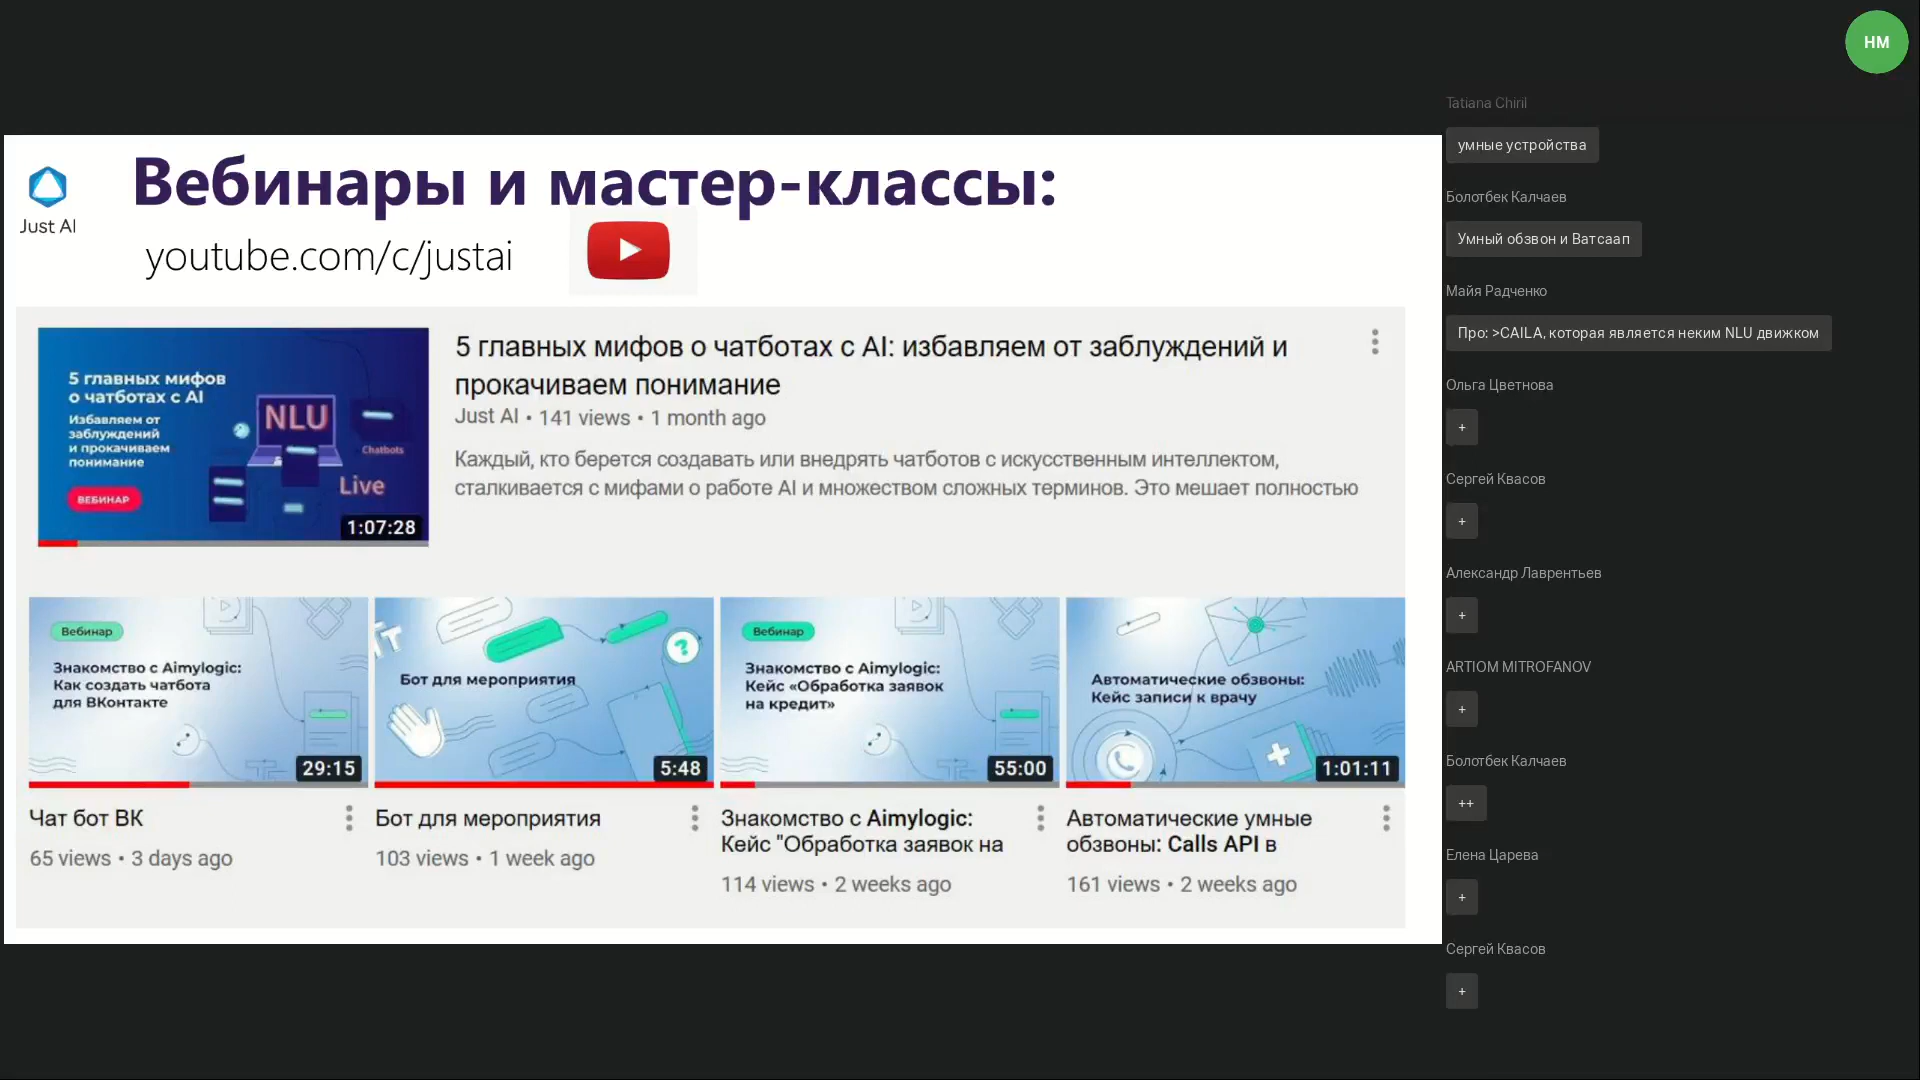 HM
Just AI
Вебинары и мастер-классы:
youtube.com/c/justai
5 главных мифов
о чатботах с AI
Избавляем от
заблуждений
и прокачиваем
понимание
ВЕБИНАР
NLU
Chatbots
Live
1:07:28
5 главных мифов о чатботах с AI: избавляем от заблуждений и
прокачиваем понимание
Just AI • 141 views • 1 month ago
Каждый, кто берется создавать или внедрять чатботов с искусственным интеллектом,
сталкивается с мифами о работе AI и множеством сложных терминов. Это мешает полностью
Вебинар
Знакомство с Aimylogic:
Как создать чатбота
для ВКонтакте
29:15
Чат бот ВК
65 views • 3 days ago
Бот для мероприятия
?
5:48
Бот для мероприятия
103 views • 1 week ago
Вебинар
Знакомство с Aimylogic:
Кейс «Обработка заявок
на кредит»
55:00
Знакомство с Aimylogic:
Кейс "Обработка заявок на
114 views • 2 weeks ago
Автоматические обзвоны:
Кейс записи к врачу
1:01:11
Автоматические умные
обзвоны: Calls API в
161 views • 2 weeks ago
Tatiana Chiril
умные устройства
Болотбек Калчаев
Умный обзвон и Ватсаап
Майя Радченко
Про: >CAILA, которая является неким NLU движком
Ольга Цветнова
+
Сергей Квасов
+
Александр Лаврентьев
+
ARTIOM MITROFANOV
+
Болотбек Калчаев
++
Елена Царева
+
Сергей Квасов
+